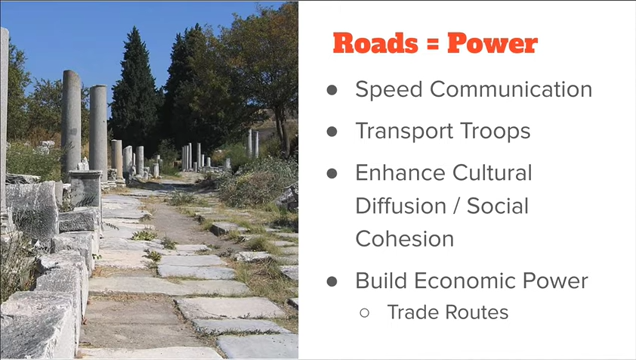 Roads = Power
● Speed Communication
● Transport Troops
● Enhance Cultural
Diffusion / Social
Cohesion
● Build Economic Power
○ Trade Routes